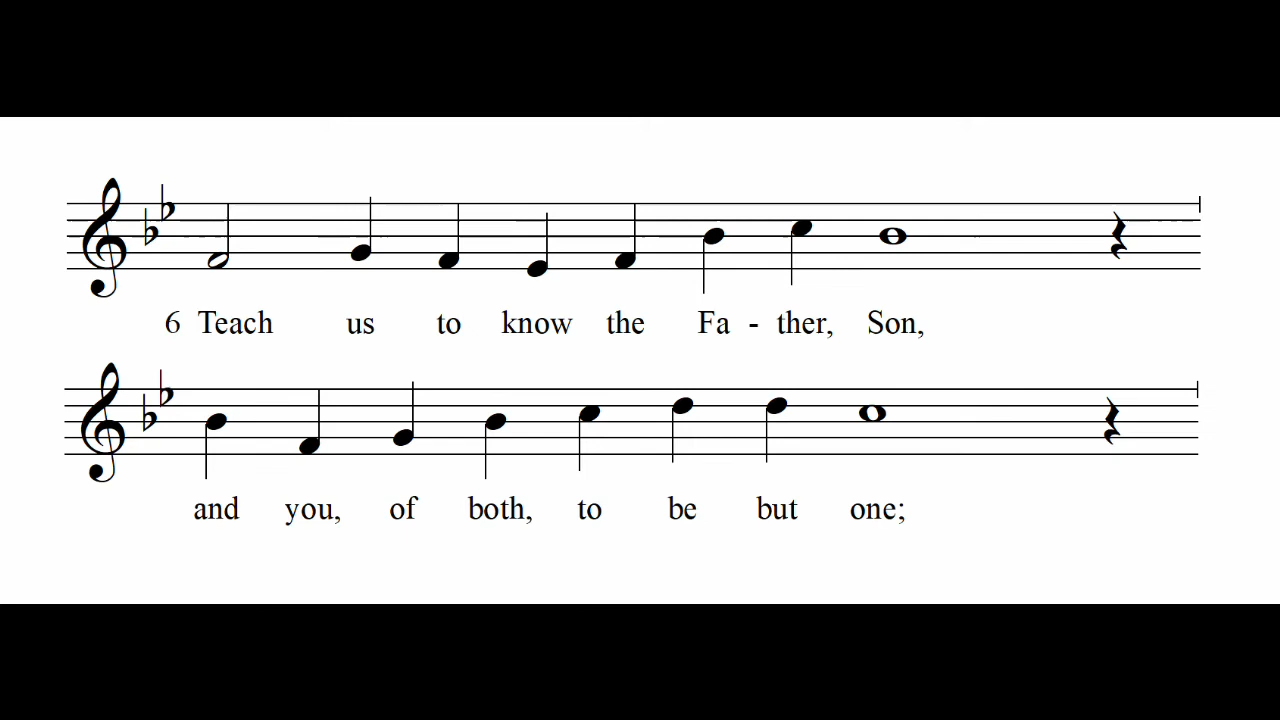 6 Teach us to know the Fa - ther, Son,
and you, of both, to be but one;